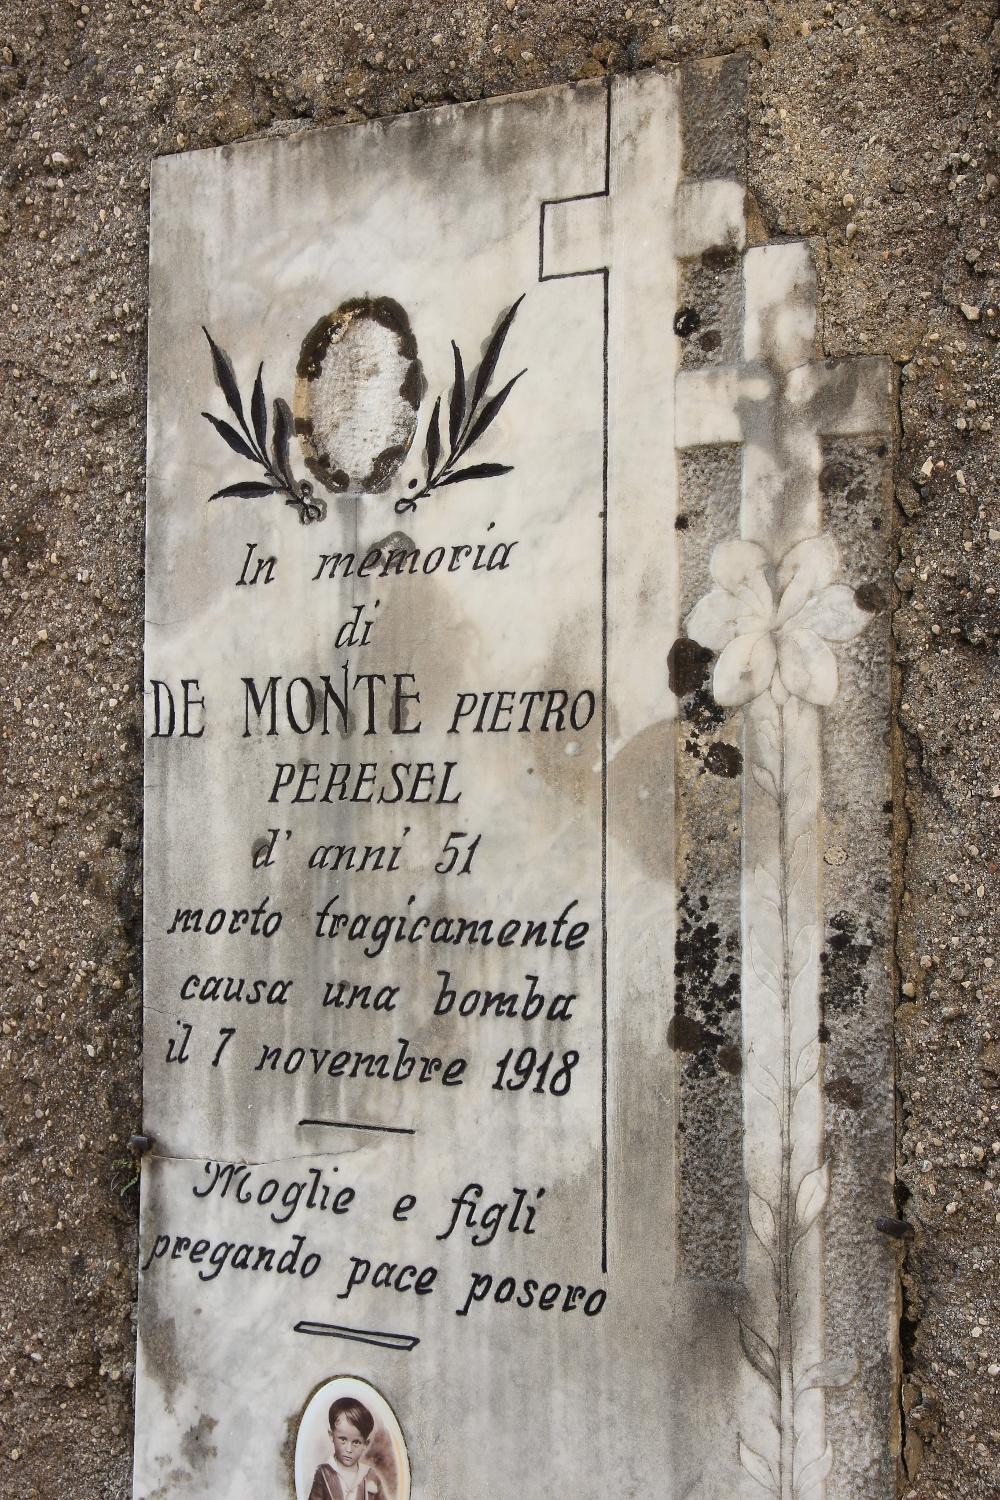 In memoria
di
DE MONTE PIETRO
PERESEL
d' anni 51
morto tragicamente
causa una bomba
il 7 novembre 1918
Moglie e figli
pregando pace posero